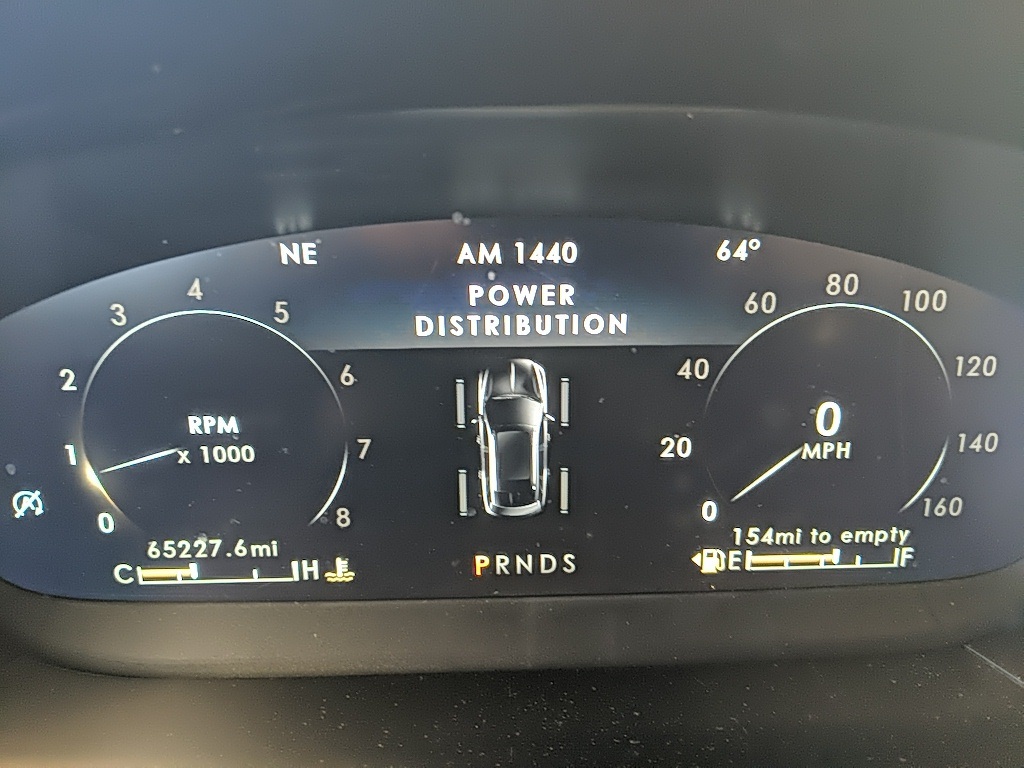 NE AM 1440 64°
POWER
DISTRIBUTION
0 1 2 3 4 5 6 7 8
RPM
x 1000
0 20 40 60 80 100 120 140 160
0
MPH
65227.6mi
C H
PRNDS
154mi to empty
E F